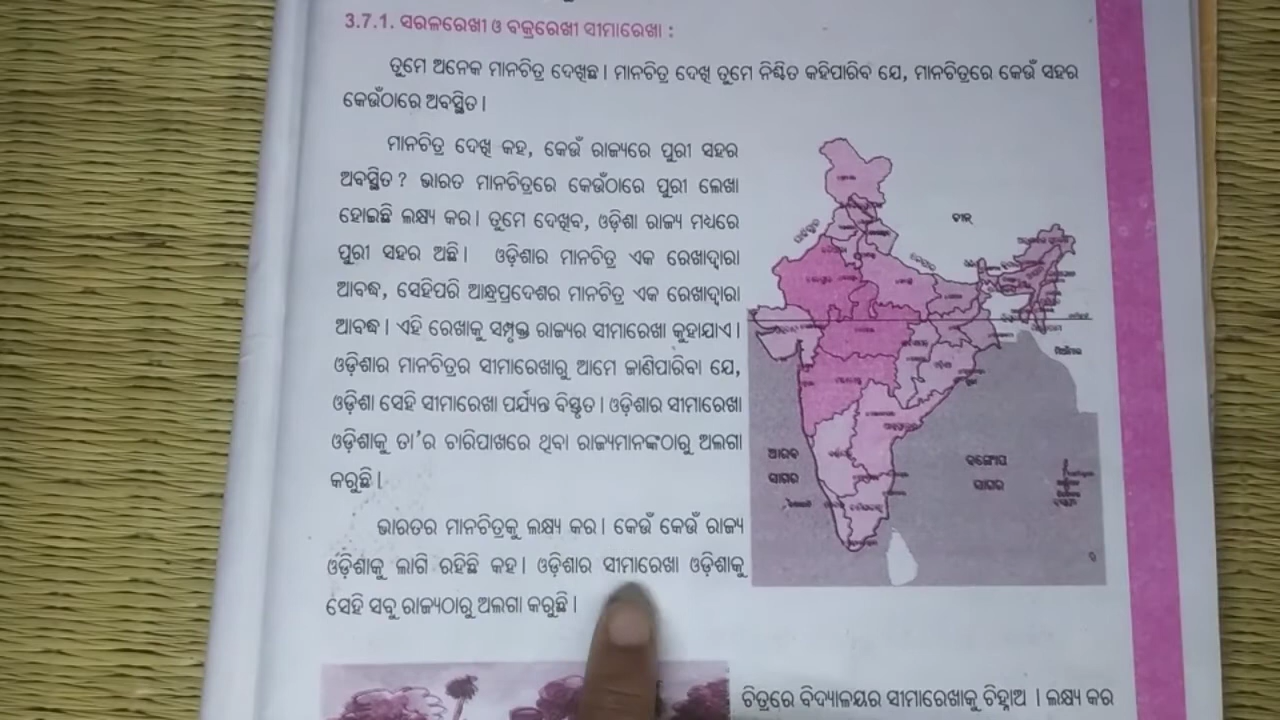 3.7.1. ସରଳରେଖୀ ଓ ବକ୍ରରେଖୀ ସୀମାରେଖା :
ତୁମେ ଅନେକ ମାନଚିତ୍ର ଦେଖିଛ। ମାନଚିତ୍ର ଦେଖି ତୁମେ ନିଶ୍ଚିତ କହିପାରିବ ଯେ, ମାନଚିତ୍ରରେ କେଉଁ ସହର
କେଉଁଠାରେ ଅବସ୍ଥିତ।
ମାନଚିତ୍ର ଦେଖି କହ, କେଉଁ ରାଜ୍ୟରେ ପୁରୀ ସହର
ଅବସ୍ଥିତ? ଭାରତ ମାନଚିତ୍ରରେ କେଉଁଠାରେ ପୁରୀ ଲେଖା
ହୋଇଛି ଲକ୍ଷ୍ୟ କର। ତୁମେ ଦେଖିବ, ଓଡ଼ିଶା ରାଜ୍ୟ ମଧ୍ୟରେ
ପୁରୀ ସହର ଅଛି। ଓଡ଼ିଶାର ମାନଚିତ୍ର ଏକ ରେଖାଦ୍ୱାରା
ଆବଦ୍ଧ, ସେହିପରି ଆନ୍ଧ୍ରପ୍ରଦେଶର ମାନଚିତ୍ର ଏକ ରେଖାଦ୍ୱାରା
ଆବଦ୍ଧ। ଏହି ରେଖାକୁ ସମ୍ପୃକ୍ତ ରାଜ୍ୟର ସୀମାରେଖା କୁହାଯାଏ।
ଓଡ଼ିଶାର ମାନଚିତ୍ରର ସୀମାରେଖାରୁ ଆମେ ଜାଣିପାରିବା ଯେ,
ଓଡ଼ିଶା ସେହି ସୀମାରେଖା ପର୍ଯ୍ୟନ୍ତ ବିସ୍ତୃତ। ଓଡ଼ିଶାର ସୀମାରେଖା
ଓଡ଼ିଶାକୁ ତା'ର ଚାରିପାଖରେ ଥିବା ରାଜ୍ୟମାନଙ୍କଠାରୁ ଅଲଗା
କରୁଛି।
ଭାରତର ମାନଚିତ୍ରକୁ ଲକ୍ଷ୍ୟ କର। କେଉଁ କେଉଁ ରାଜ୍ୟ
ଓଡ଼ିଶାକୁ ଲାଗି ରହିଛି କହ। ଓଡ଼ିଶାର ସୀମାରେଖା ଓଡ଼ିଶାକୁ
ସେହି ସବୁ ରାଜ୍ୟଠାରୁ ଅଲଗା କରୁଛି।
ଚୀନ୍
ଆରବ
ସାଗର
ବଙ୍ଗୋପ
ସାଗର
ଚିତ୍ରରେ ବିଦ୍ୟାଳୟର ସୀମାରେଖାକୁ ଚିହ୍ନାଅ । ଲକ୍ଷ୍ୟ କର